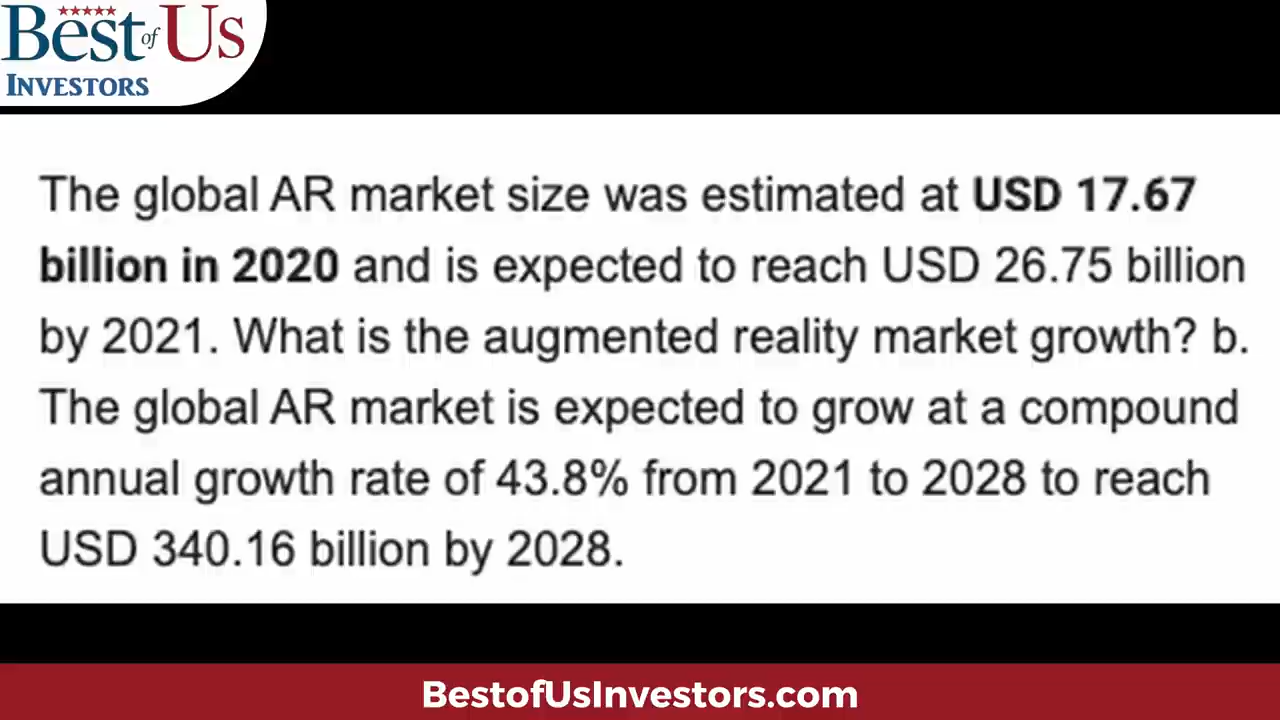 Best of Us
INVESTORS
The global AR market size was estimated at USD 17.67
billion in 2020 and is expected to reach USD 26.75 billion
by 2021. What is the augmented reality market growth? b.
The global AR market is expected to grow at a compound
annual growth rate of 43.8% from 2021 to 2028 to reach
USD 340.16 billion by 2028.
BestofUsInvestors.com